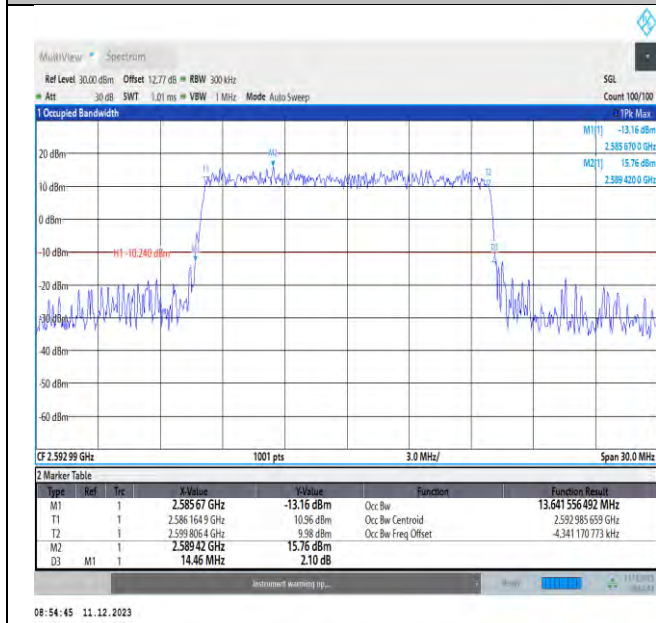 MultiView Spectrum
Ref Level 30.00 dBm Offset 12.77 dB RBW 300 kHz SGL
Att 30 dB SWT 1.01 ms VBW 1 MHz Mode Auto Sweep Count 100/100
1 Occupied Bandwidth 1Pk Max
M1[1] -13.16 dBm
2.585 670 0 GHz
M2[1] 15.76 dBm
2.589 420 0 GHz
20 dBm
T1 M2 T2
10 dBm
0 dBm
-10 dBm H1 -10.240 dBm
-20 dBm
-30 dBm
-40 dBm
-50 dBm
-60 dBm
CF 2.592 99 GHz 1001 pts 3.0 MHz/ Span 30.0 MHz
2 Marker Table
Type Ref Trc X-Value Y-Value Function Function Result
M1 1 2.585 67 GHz -13.16 dBm Occ Bw 13.641 556 492 MHz
T1 1 2.586 164 9 GHz 10.96 dBm Occ Bw Centroid 2.592 985 659 GHz
T2 1 2.599 806 4 GHz 9.98 dBm Occ Bw Freq Offset -4.341 170 773 kHz
M2 1 2.589 42 GHz 15.76 dBm
D3 M1 1 14.46 MHz 2.10 dB
Instrument warming up...
08:54:45 11.12.2023